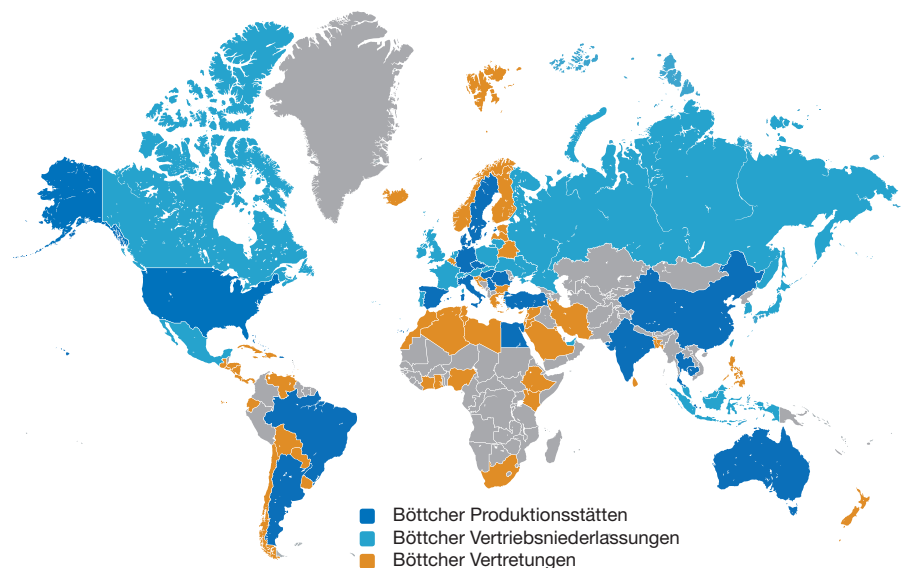 Böttcher Produktionsstätten
Böttcher Vertriebsniederlassungen
Böttcher Vertretungen